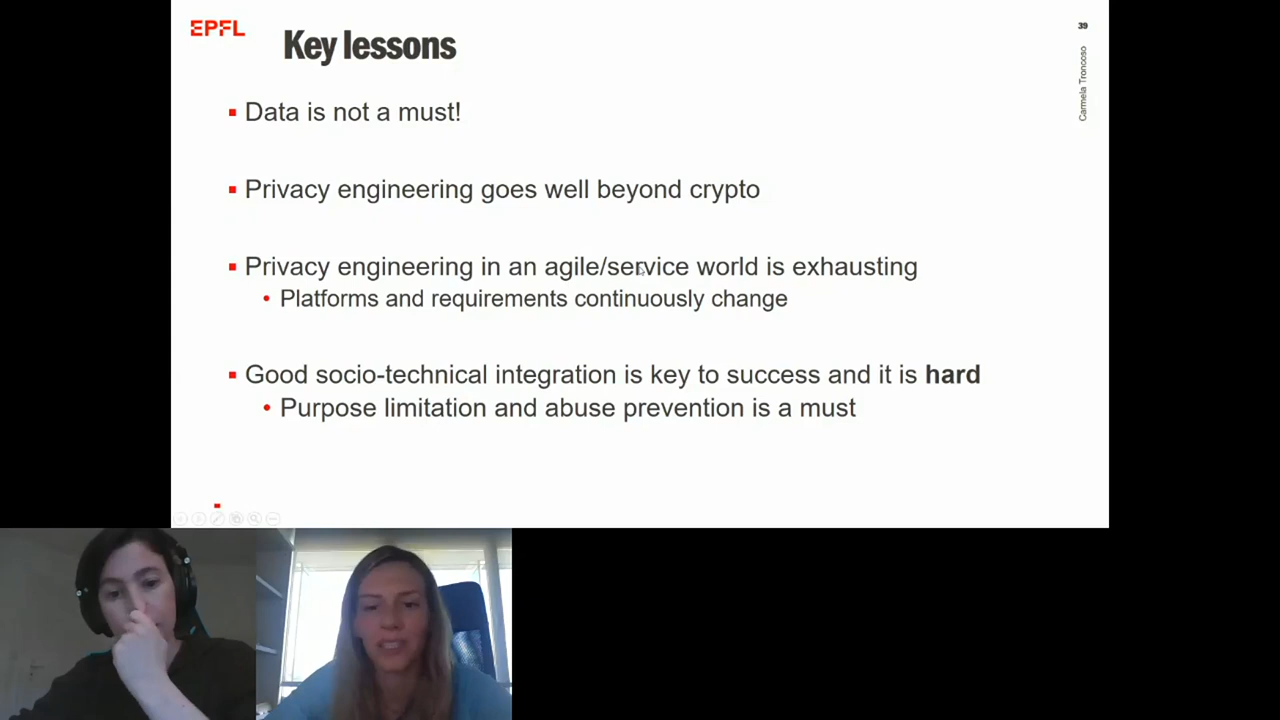 EPFL
Key lessons
39
Carmela Troncoso
Data is not a must!
Privacy engineering goes well beyond crypto
Privacy engineering in an agile/service world is exhausting
Platforms and requirements continuously change
Good socio-technical integration is key to success and it is hard
Purpose limitation and abuse prevention is a must